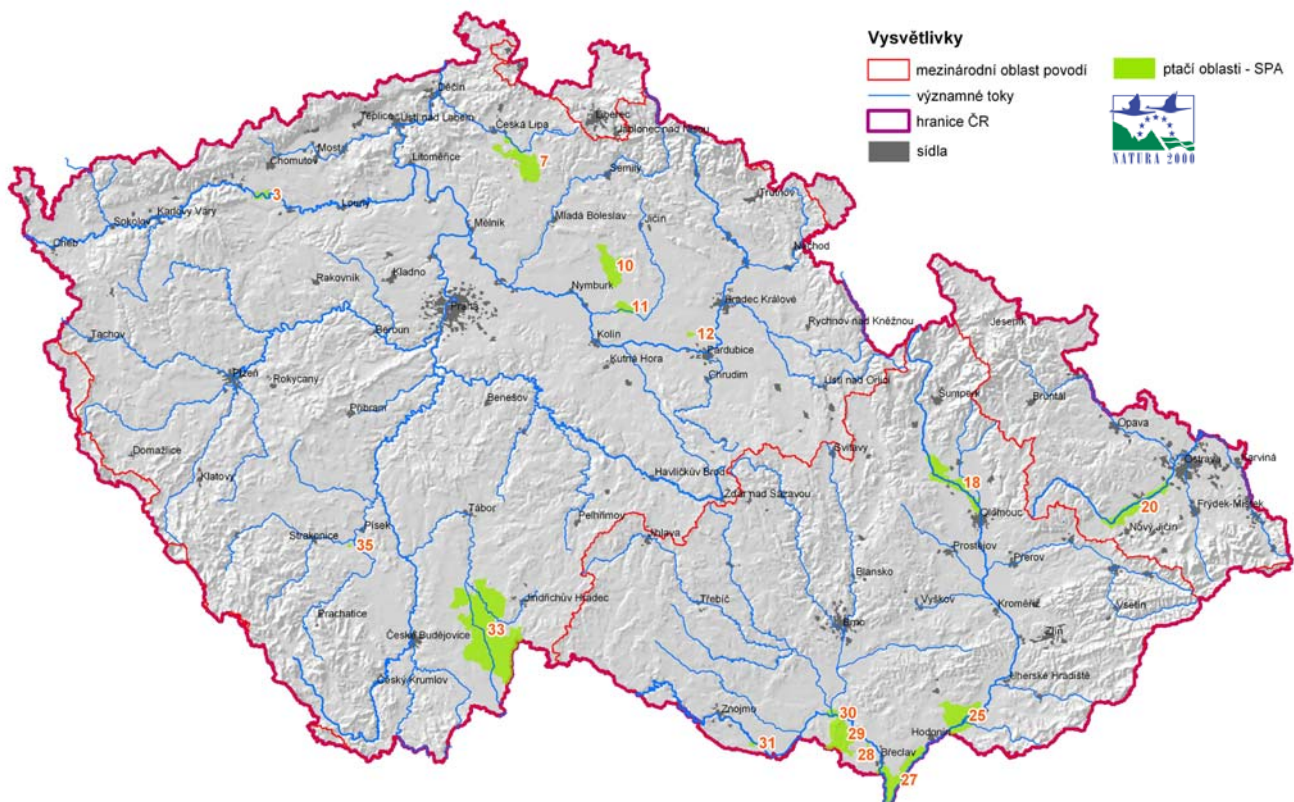 Vysvětlivky
mezinárodní oblast povodí
ptačí oblasti - SPA
významné toky
hranice ČR
sídla
NATURA 2000
Děčín
Teplice
Ústí nad Labem
Česká Lípa
Liberec
Jablonec nad Nisou
Most
Chomutov
Litoměřice
7
Semily
Trutnov
3
Louny
Karlovy Vary
Sokolov
Cheb
Mělník
Mladá Boleslav
Jičín
Náchod
10
Rakovník
Kladno
Nymburk
Praha
11
Hradec Králové
Rychnov nad Kněžnou
Jeseník
Tachov
Beroun
Kolín
12
Pardubice
Kutná Hora
Plzeň
Rokycany
Chrudim
Ústí nad Orlicí
Šumperk
Bruntál
Příbram
Benešov
Opava
Domažlice
Svitavy
Ostrava
Karviná
Klatovy
Havlíčkův Brod
Žďár nad Sázavou
18
Frýdek-Místek
20
Tábor
Pelhřimov
Olomouc
Nový Jičín
Písek
Strakonice
35
Jihlava
Prostějov
Přerov
Blansko
Jindřichův Hradec
Třebíč
Vyškov
Kroměříž
Vsetín
Prachatice
33
Brno
Zlín
České Budějovice
Český Krumlov
Uherské Hradiště
Znojmo
30
25
31
29
Hodonín
28
Břeclav
27